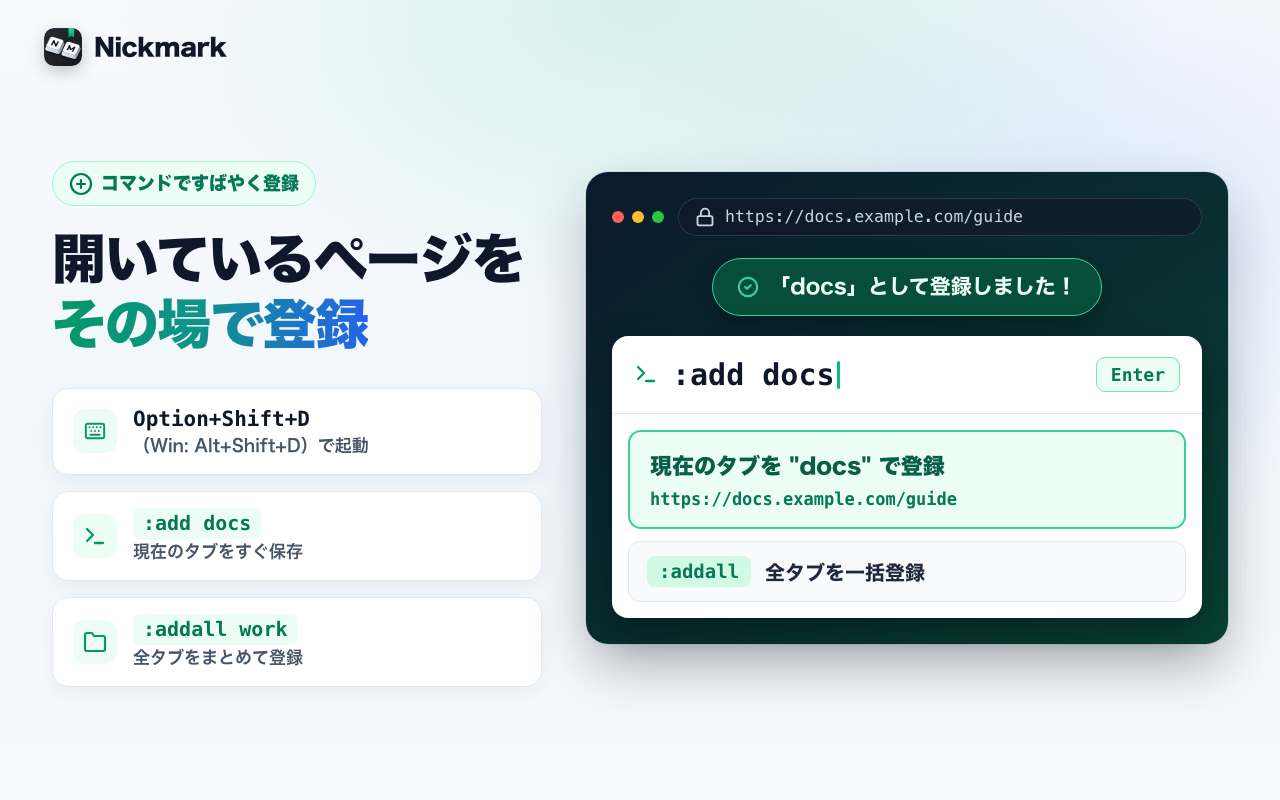 N M
Nickmark
コマンドですばやく登録
開いているページを
その場で登録
Option+Shift+D
（Win: Alt+Shift+D）で起動
:add docs
現在のタブをすぐ保存
:addall work
全タブをまとめて登録
https://docs.example.com/guide
「docs」として登録しました！
:add docs
Enter
現在のタブを "docs" で登録
https://docs.example.com/guide
:addall 全タブを一括登録